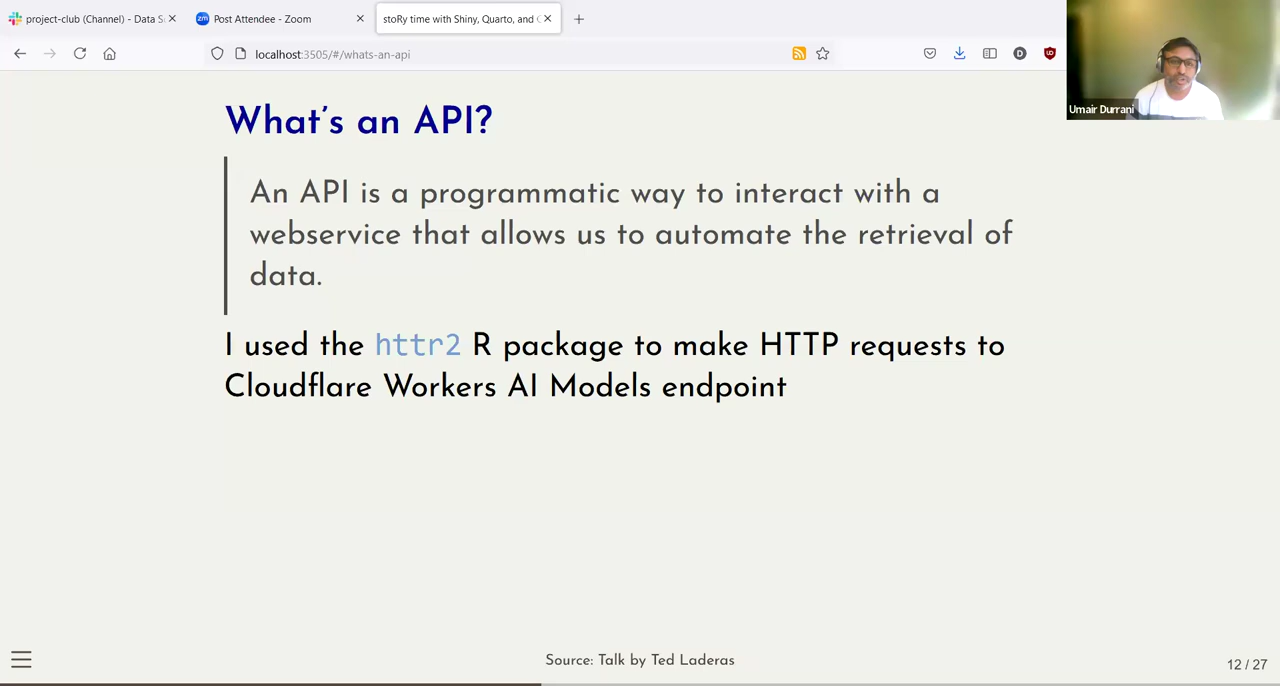 project-club (Channel) - Data S
Post Attendee - Zoom
stoRy time with Shiny, Quarto, and
localhost:3505/#/whats-an-api
Umair Durrani
What's an API?
An API is a programmatic way to interact with a
webservice that allows us to automate the retrieval of
data.
I used the httr2 R package to make HTTP requests to
Cloudflare Workers AI Models endpoint
Source: Talk by Ted Laderas
12 / 27